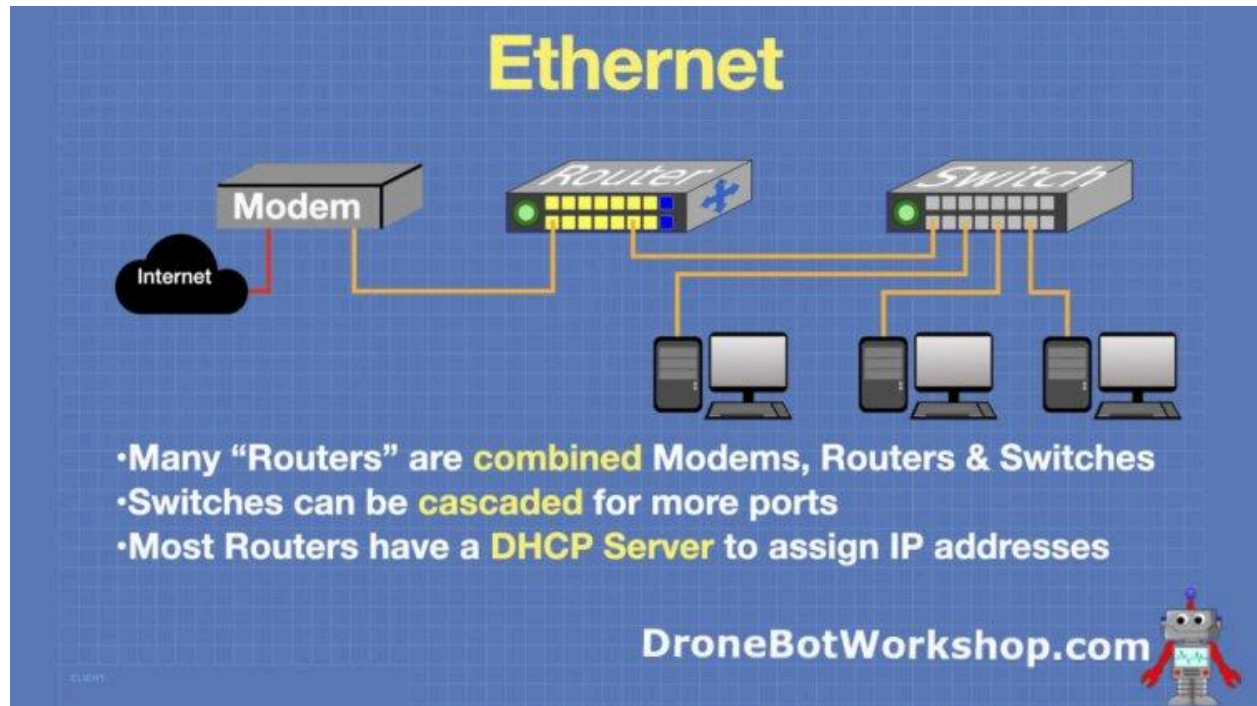 Ethernet
Modem
Router
Switch
Internet
•Many “Routers” are combined Modems, Routers & Switches
•Switches can be cascaded for more ports
•Most Routers have a DHCP Server to assign IP addresses
DroneBotWorkshop.com
CLIENT: